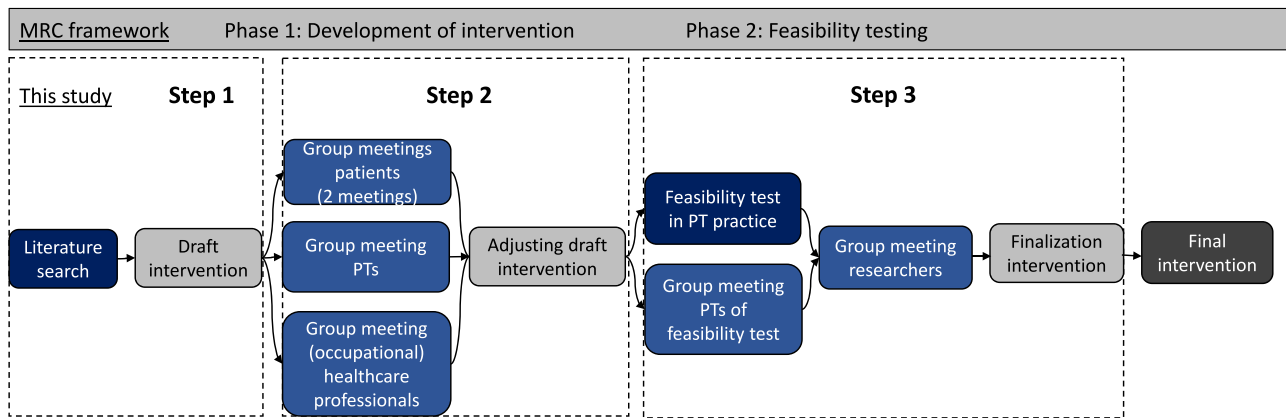 MRC framework Phase 1: Development of intervention Phase 2: Feasibility testing
This study Step 1 Step 2 Step 3
Literature
search
Draft
intervention
Group meetings
patients
(2 meetings)
Group meeting
PTs
Group meeting
(occupational)
healthcare
professionals
Adjusting draft
intervention
Feasibility test
in PT practice
Group meeting
PTs of
feasibility test
Group meeting
researchers
Finalization
intervention
Final
intervention